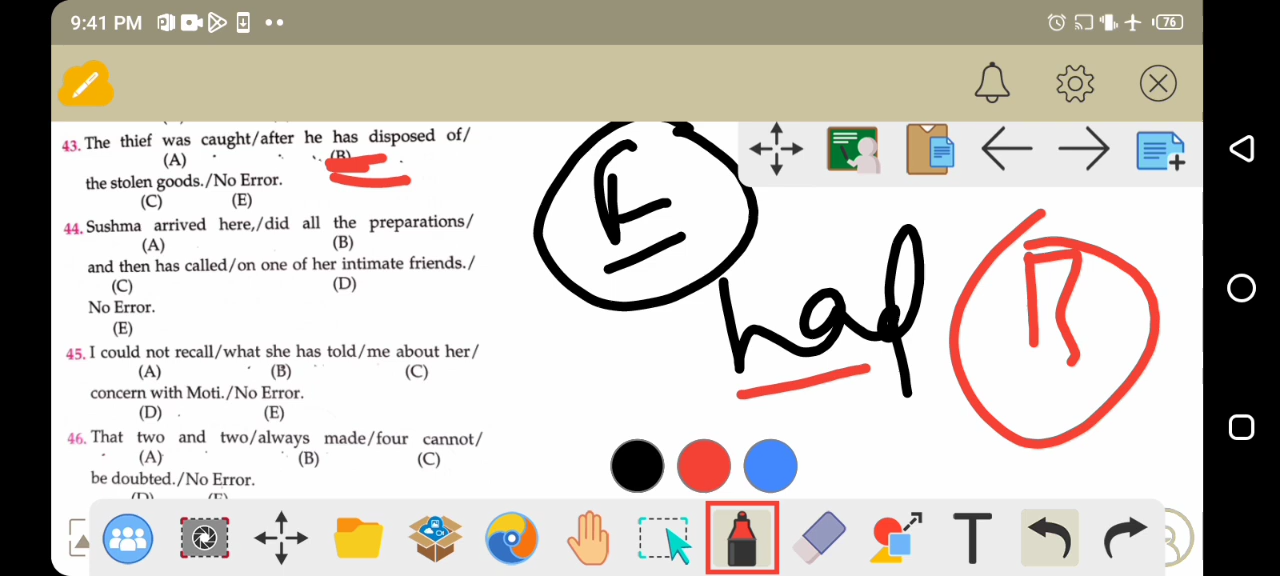 9:41 PM
76
43. The thief was caught/after he has disposed of/
(A) (B)
the stolen goods./No Error.
(C) (E)
44. Sushma arrived here,/did all the preparations/
(A) (B)
and then has called/on one of her intimate friends./
(C) (D)
No Error.
(E)
45. I could not recall/what she has told/me about her/
(A) (B) (C)
concern with Moti./No Error.
(D) (E)
46. That two and two/always made/four cannot/
(A) (B) (C)
be doubted./No Error.
(D) (E)
had
T